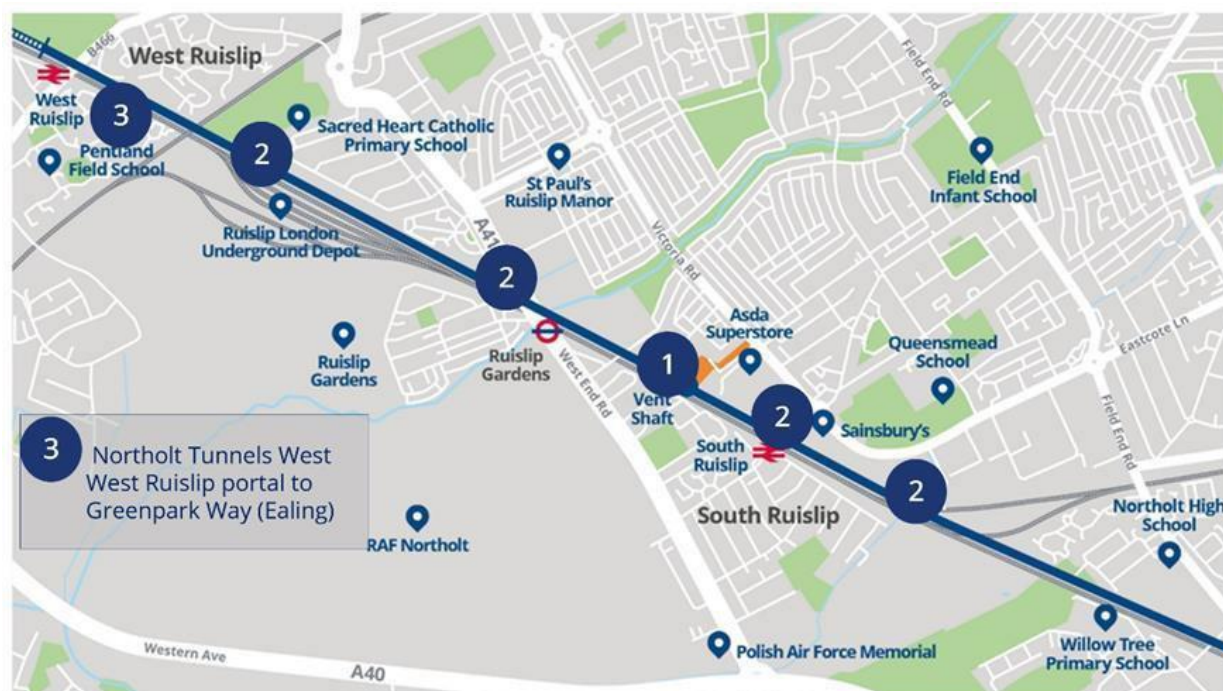 B466
West Ruislip
West
Ruislip
3
Pentland
Field School
2
Sacred Heart Catholic
Primary School
Ruislip London
Underground Depot
St Paul's
Ruislip Manor
Field End Rd
Field End
Infant School
A41
Victoria Rd
2
Ruislip
Gardens
Ruislip
Gardens
West End Rd
1
Vent
Shaft
Asda
Superstore
Queensmead
School
Eastcote Ln
2
Sainsbury's
South
Ruislip
Field End Rd
2
South Ruislip
Northolt High
School
3
Northolt Tunnels West
West Ruislip portal to
Greenpark Way (Ealing)
RAF Northolt
Polish Air Force Memorial
Willow Tree
Primary School
Western Ave
A40